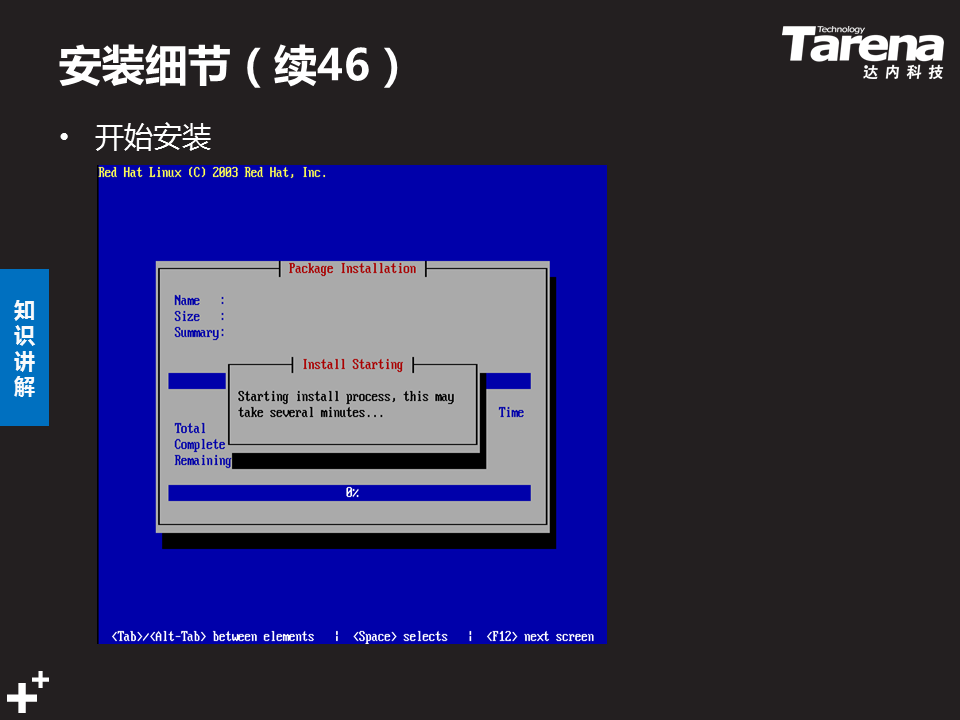 安装细节（续46）
Technology
Tarena
达内科技
• 开始安装
Red Hat Linux (C) 2003 Red Hat, Inc.
Package Installation
Name :
Size :
Summary:
Install Starting
Starting install process, this may
take several minutes...
Time
Total
Complete
Remaining
0%
<Tab>/<Alt-Tab> between elements | <Space> selects | <F12> next screen
知识讲解